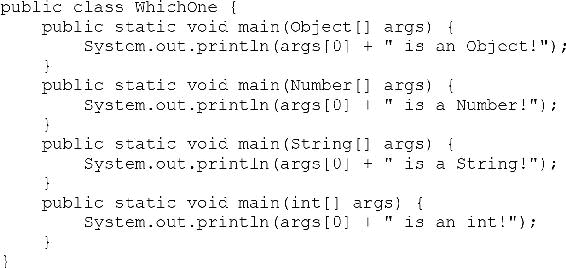 public class WhichOne {
    public static void main(Object[] args) {
        System.out.println(args[0] + " is an Object!");
    }
    public static void main(Number[] args) {
        System.out.println(args[0] + " is a Number!");
    }
    public static void main(String[] args) {
        System.out.println(args[0] + " is a String!");
    }
    public static void main(int[] args) {
        System.out.println(args[0] + " is an int!");
    }
}